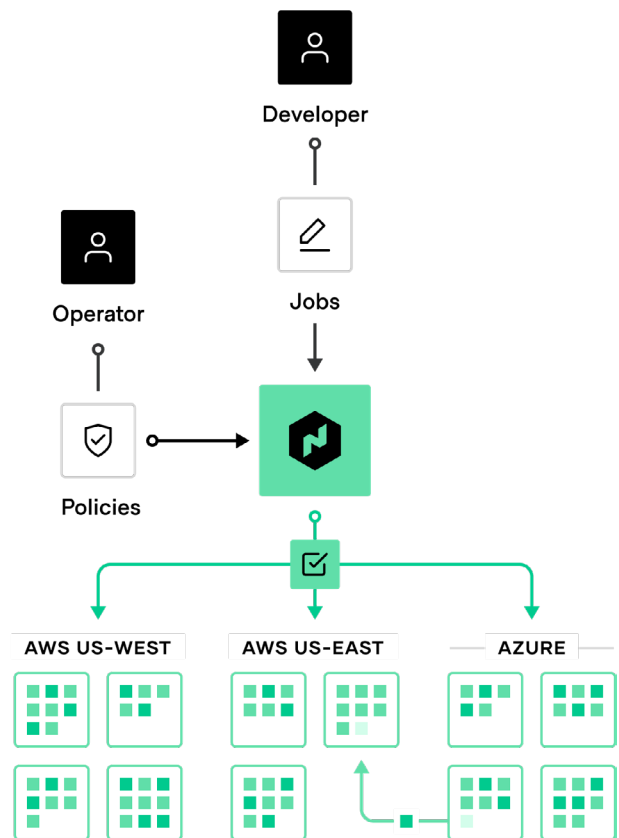 Developer
Jobs
Operator
Policies
AWS US-WEST
AWS US-EAST
AZURE